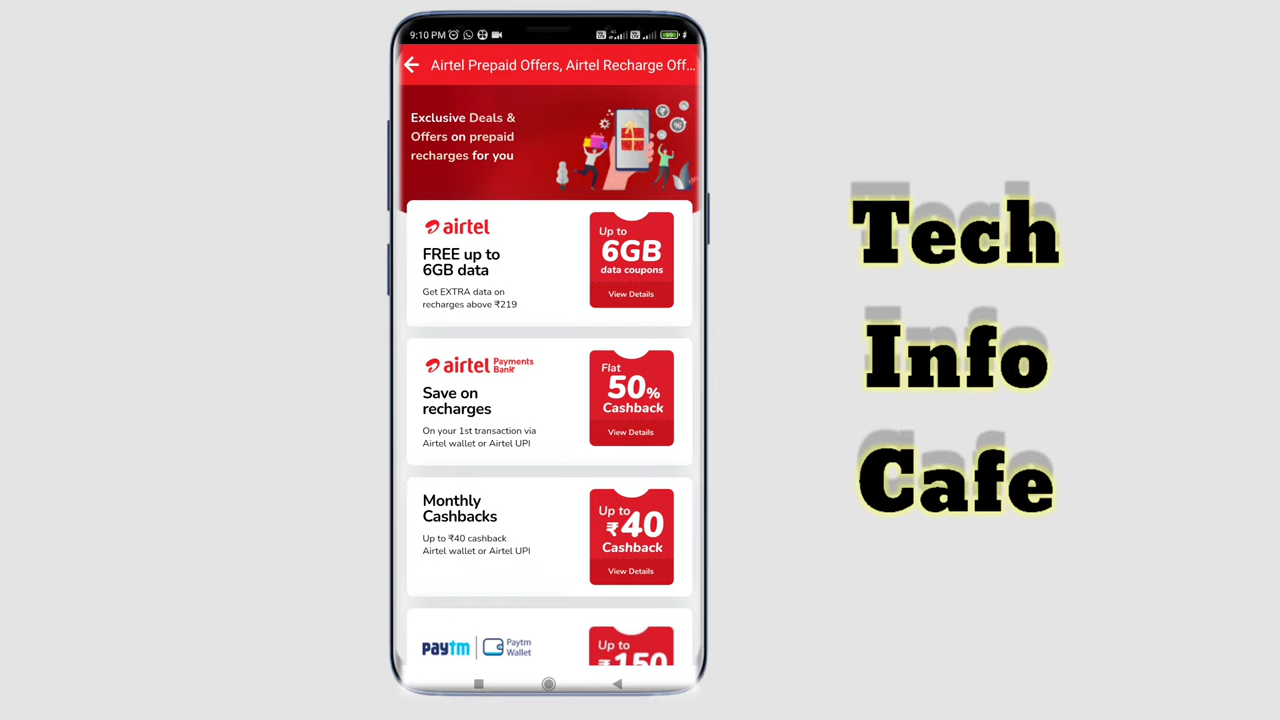 9:10 PM
Airtel Prepaid Offers, Airtel Recharge Off...
Exclusive Deals &
Offers on prepaid
recharges for you
airtel
FREE up to
6GB data
Get EXTRA data on
recharges above ₹219
Up to
6GB
data coupons
View Details
airtel Payments Bank
Save on
recharges
On your 1st transaction via
Airtel wallet or Airtel UPI
Flat
50%
Cashback
View Details
Monthly
Cashbacks
Up to ₹40 cashback
Airtel wallet or Airtel UPI
Up to
₹40
Cashback
View Details
paytm | Paytm Wallet
Up to
₹150
Tech
Info
Cafe